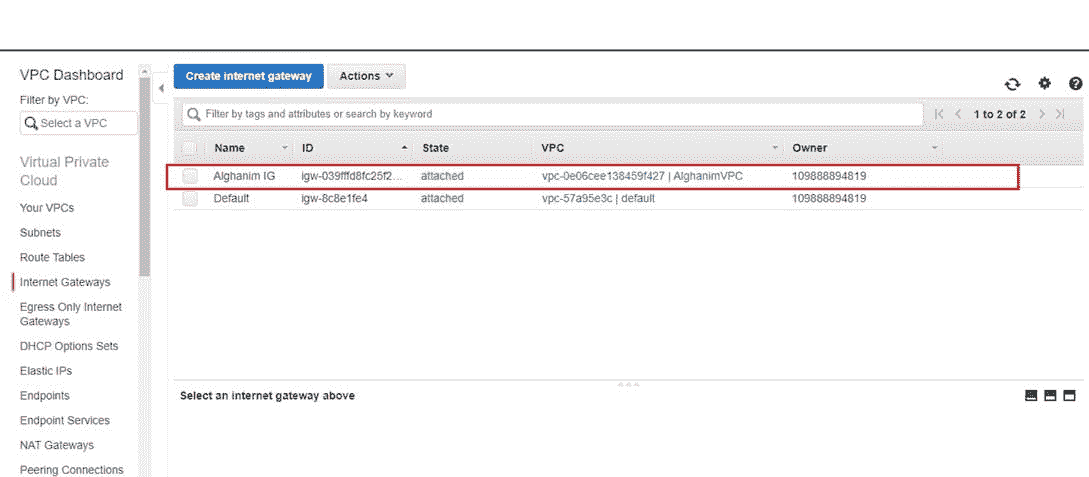 VPC Dashboard
Filter by VPC:
Select a VPC
Virtual Private
Cloud
Your VPCs
Subnets
Route Tables
Internet Gateways
Egress Only Internet
Gateways
DHCP Options Sets
Elastic IPs
Endpoints
Endpoint Services
NAT Gateways
Peering Connections
Create internet gateway Actions
Filter by tags and attributes or search by keyword 1 to 2 of 2
Name ID State VPC Owner
Alghanim IG igw-039fffd8fc25f2... attached vpc-0e06cee138459f427 | AlghanimVPC 109888894819
Default igw-8c8e1fe4 attached vpc-57a95e3c | default 109888894819
Select an internet gateway above